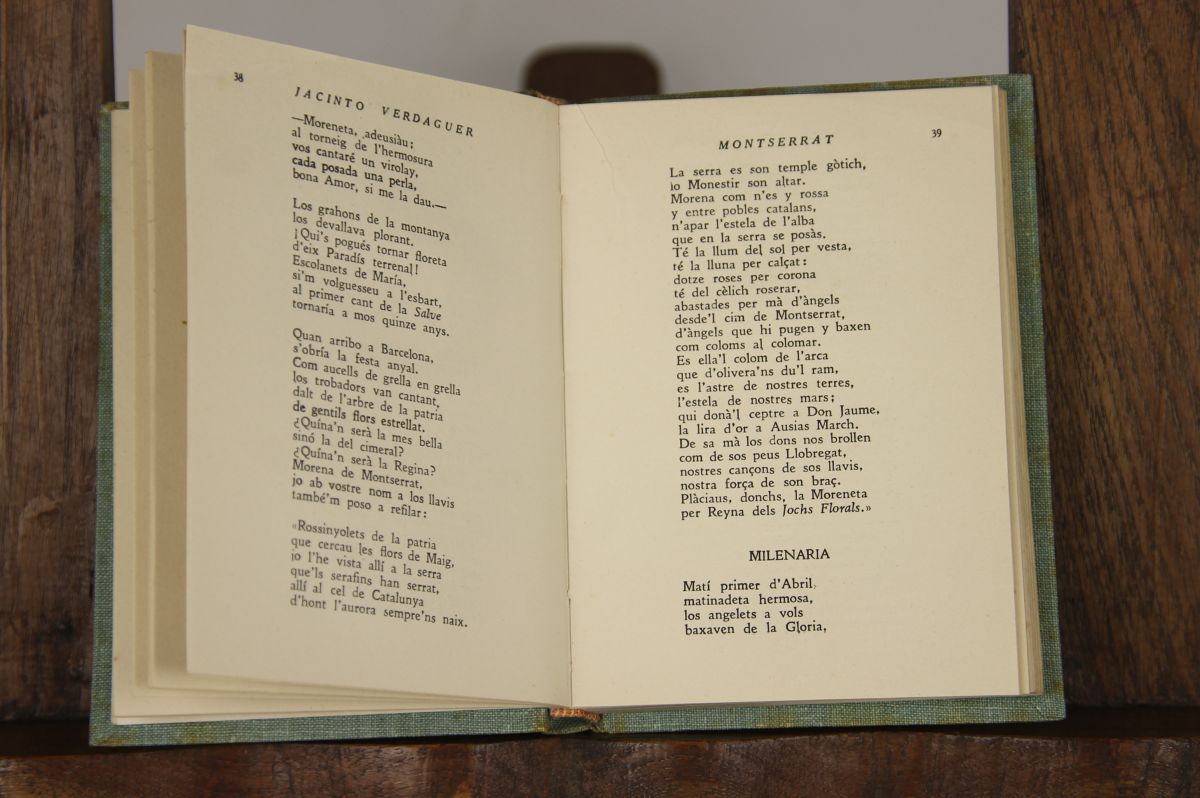 38
JACINTO VERDAGUER
—Moreneta, adeusiàu;
al torneig de l'hermosura
vos cantaré un virolay,
cada posada una perla,
bona Amor, si me la dau.—
Los grahons de la montanya
los devallava plorant.
¡Qui's pogués tornar floreta
d'eix Paradís terrenal!
Escolanets de María,
si'm volguesseu a l'esbart,
al primer cant de la Salve
tornaría a mos quinze anys.
Quan arribo a Barcelona,
s'obría la festa anyal.
Com aucells de grella en grella
los trobadors van cantant,
dalt de l'arbre de la patria
de gentils flors estrellat.
¿Quína'n serà la mes bella
sinó la del cimeral?
¿Quína'n serà la Regina?
Morena de Montserrat,
jo ab vostre nom a los llavis
també'm poso a refilar:
«Rossinyolets de la patria
que cercau les flors de Maig,
jo l'he vista allí a la serra
que'ls serafins han serrat,
allí al cel de Catalunya
d'hont l'aurora sempre'ns naix.
MONTSERRAT
39
La serra es son temple gòtich,
lo Monestir son altar.
Morena com n'es y rossa
y entre pobles catalans,
n'apar l'estela de l'alba
que en la serra se posàs.
Té la llum del sol per vesta,
té la lluna per calçat:
dotze roses per corona
té del cèlich roserar,
abastades per mà d'àngels
desde'l cim de Montserrat,
d'àngels que hi pugen y baxen
com coloms al colomar.
Es ella'l colom de l'arca
que d'olivera'ns du'l ram,
es l'astre de nostres terres,
l'estela de nostres mars;
qui donà'l ceptre a Don Jaume,
la lira d'or a Ausias March.
De sa mà los dons nos brollen
com de sos peus Llobregat,
nostres cançons de sos llavis,
nostra força de son braç.
Plàciaus, donchs, la Moreneta
per Reyna dels Jochs Florals.»
MILENARIA
Matí primer d'Abril,
matinadeta hermosa,
los angelets a vols
baxaven de la Gloria,